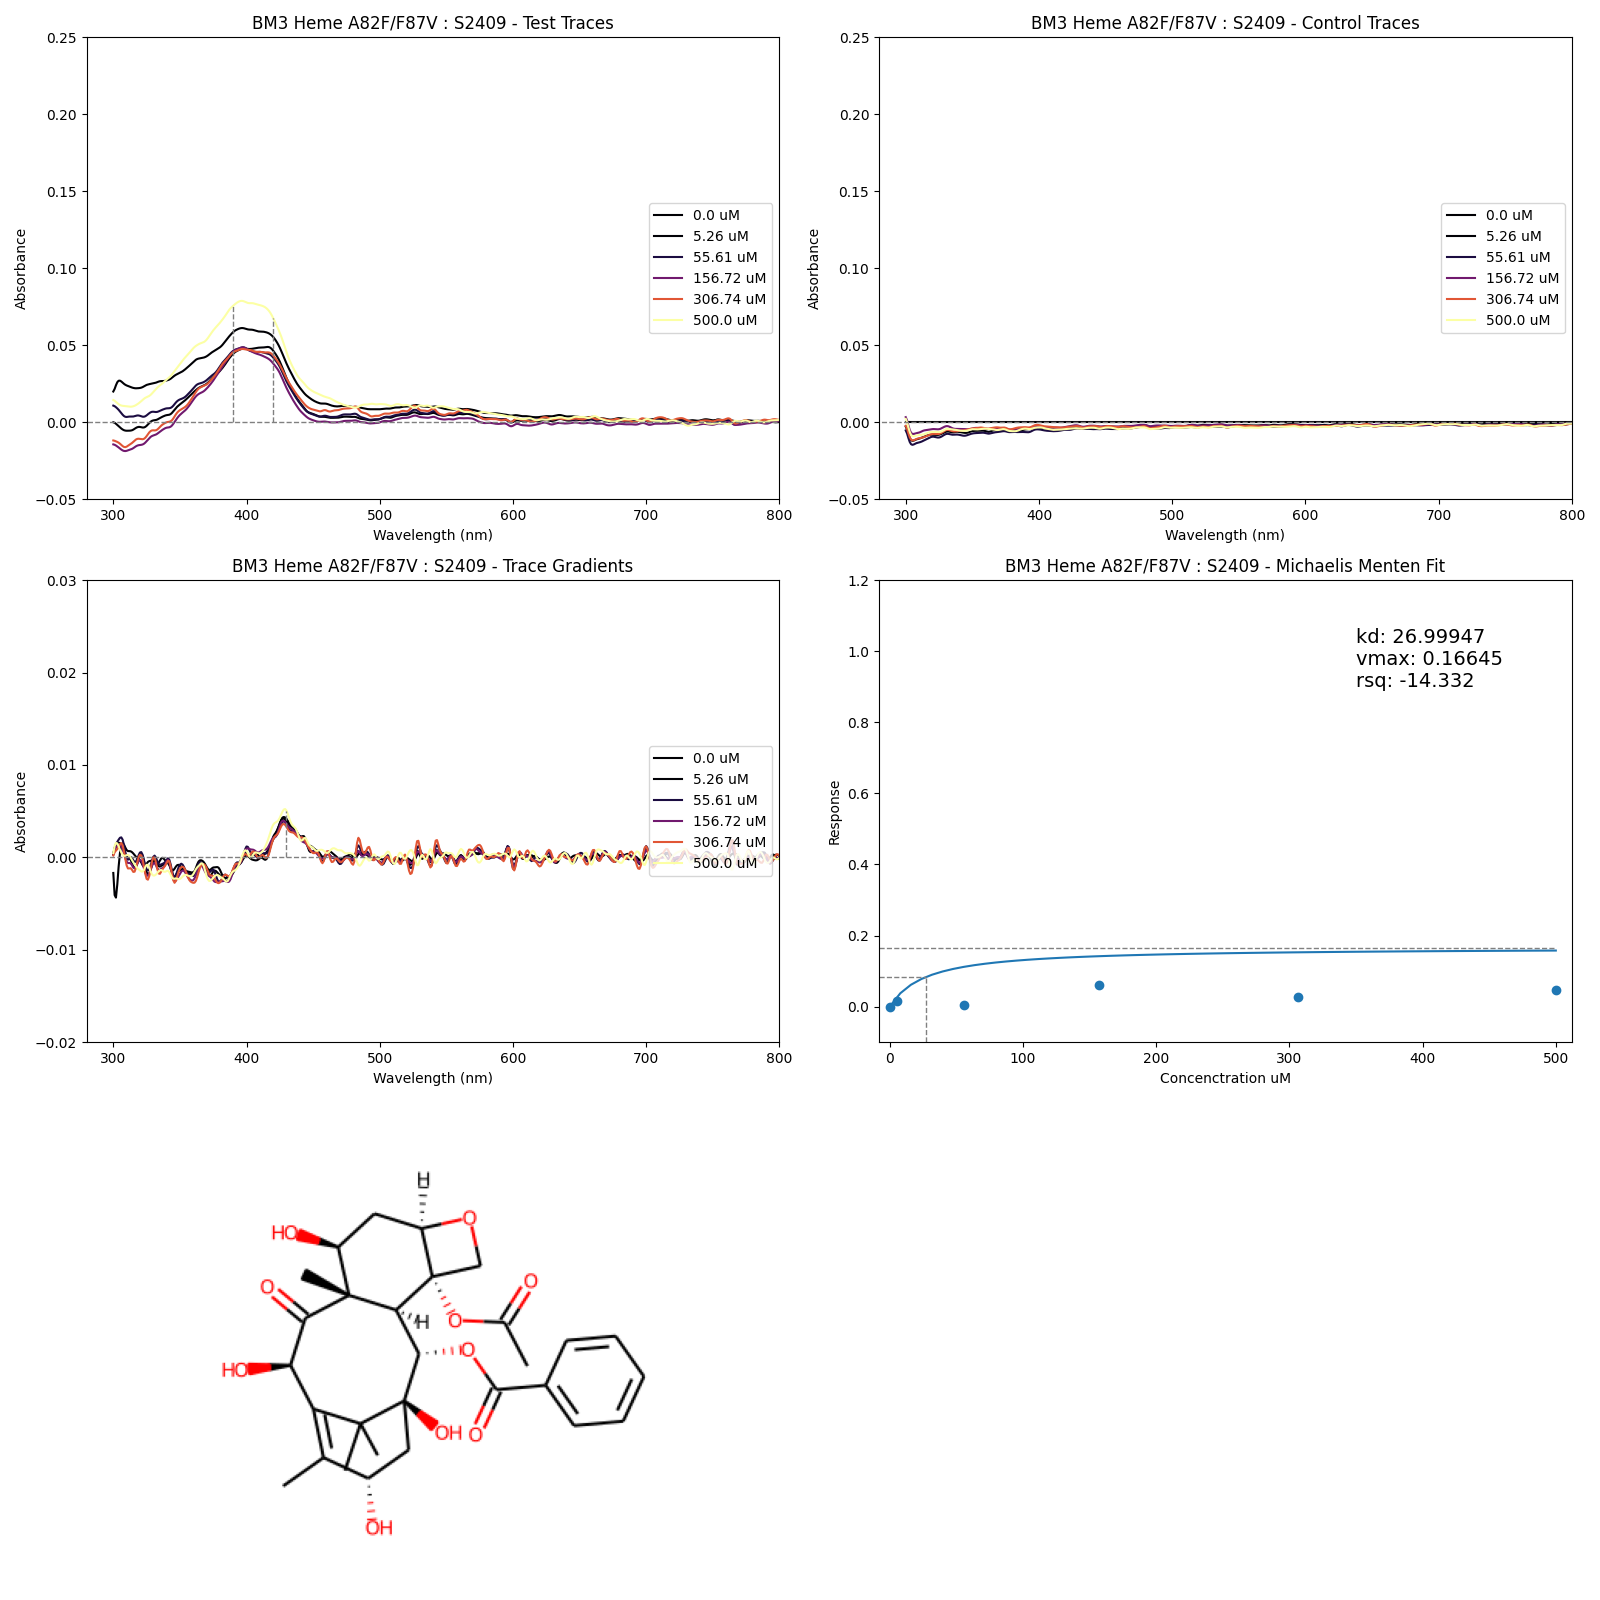 BM3 Heme A82F/F87V : S2409 - Test Traces
0.25
0.20
0.15
0.10
0.05
0.00
−0.05
Absorbance
300 400 500 600 700 800
Wavelength (nm)
0.0 uM
5.26 uM
55.61 uM
156.72 uM
306.74 uM
500.0 uM
BM3 Heme A82F/F87V : S2409 - Control Traces
0.25
0.20
0.15
0.10
0.05
0.00
−0.05
Absorbance
300 400 500 600 700 800
Wavelength (nm)
0.0 uM
5.26 uM
55.61 uM
156.72 uM
306.74 uM
500.0 uM
BM3 Heme A82F/F87V : S2409 - Trace Gradients
0.03
0.02
0.01
0.00
−0.01
−0.02
Absorbance
300 400 500 600 700 800
Wavelength (nm)
0.0 uM
5.26 uM
55.61 uM
156.72 uM
306.74 uM
500.0 uM
BM3 Heme A82F/F87V : S2409 - Michaelis Menten Fit
1.2
1.0
0.8
0.6
0.4
0.2
0.0
Response
kd: 26.99947
vmax: 0.16645
rsq: -14.332
0 100 200 300 400 500
Concenctration uM
H
HO
O
O
O
H
O
O
HO
OH
O
OH